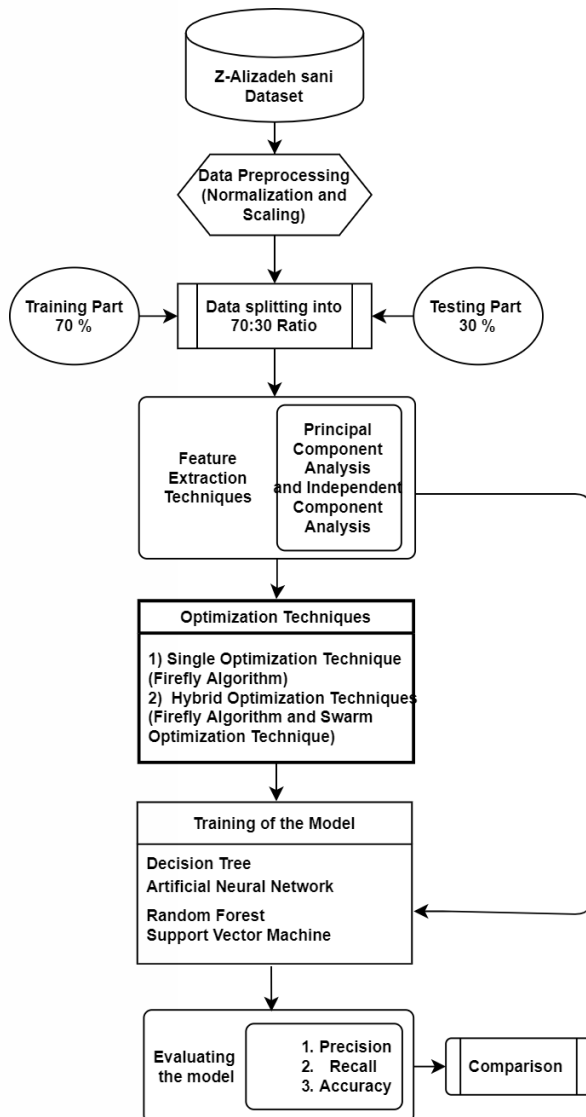 Z-Alizadeh sani
Dataset
Data Preprocessing
(Normalization and
Scaling)
Training Part
70 %
Data splitting into
70:30 Ratio
Testing Part
30 %
Feature
Extraction
Techniques
Principal
Component
Analysis
and Independent
Component
Analysis
Optimization Techniques
1) Single Optimization Technique
(Firefly Algorithm)
2) Hybrid Optimization Techniques
(Firefly Algorithm and Swarm
Optimization Technique)
Training of the Model
Decision Tree
Artificial Neural Network
Random Forest
Support Vector Machine
Evaluating
the model
1. Precision
2. Recall
3. Accuracy
Comparison